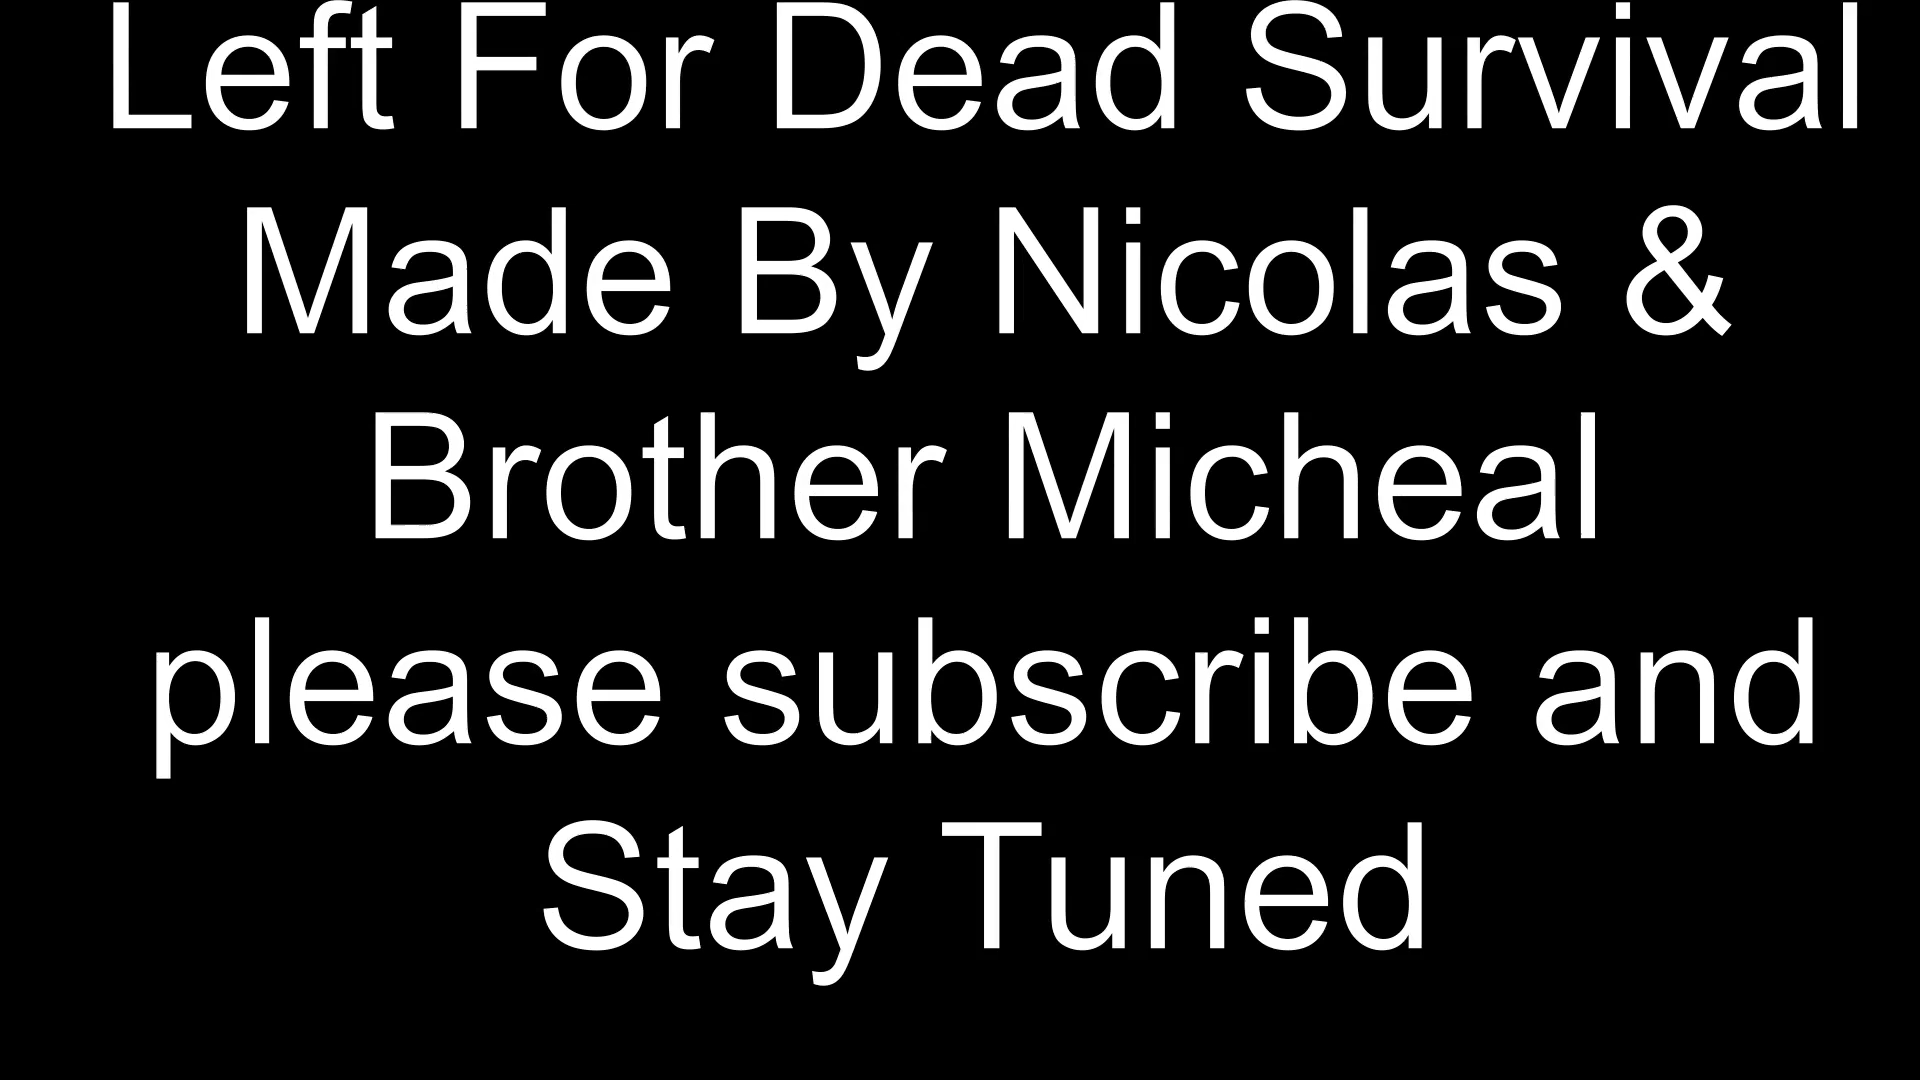 Left For Dead Survival
Made By Nicolas &
Brother Micheal
please subscribe and
Stay Tuned